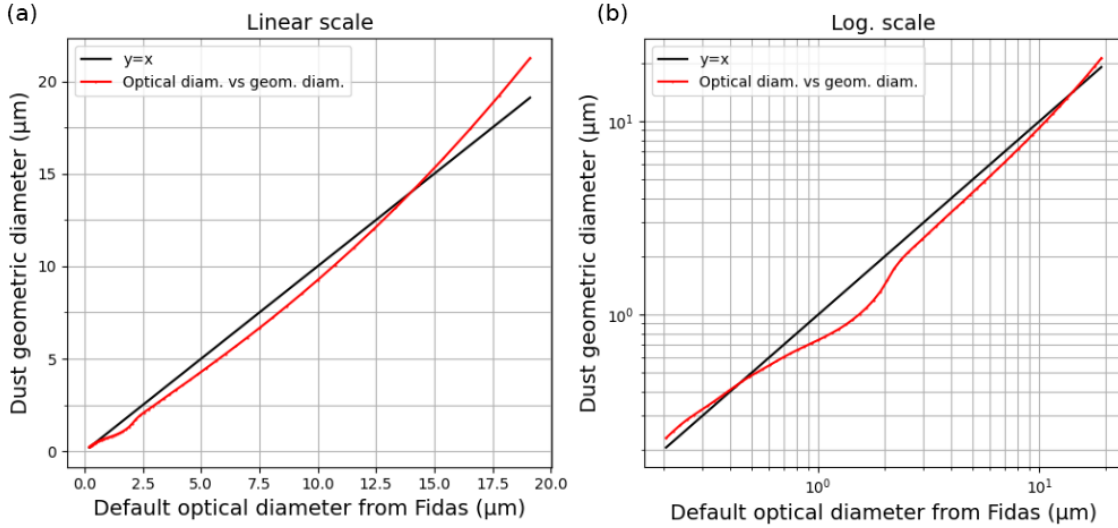 (a)
Linear scale
y=x
Optical diam. vs geom. diam.
Dust geometric diameter (μm)
20
15
10
5
0
0.0 2.5 5.0 7.5 10.0 12.5 15.0 17.5 20.0
Default optical diameter from Fidas (μm)
(b)
Log. scale
y=x
Optical diam. vs geom. diam.
Dust geometric diameter (μm)
10¹
10⁰
10⁰ 10¹
Default optical diameter from Fidas (μm)